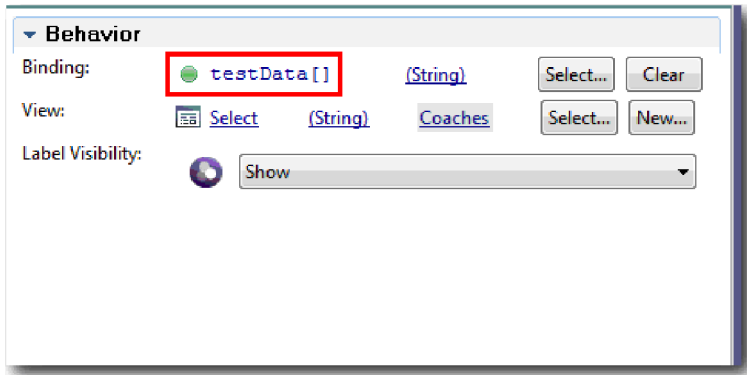 Behavior
Binding: testData[] (String) Select... Clear
View: Select (String) Coaches Select... New...
Label Visibility: Show